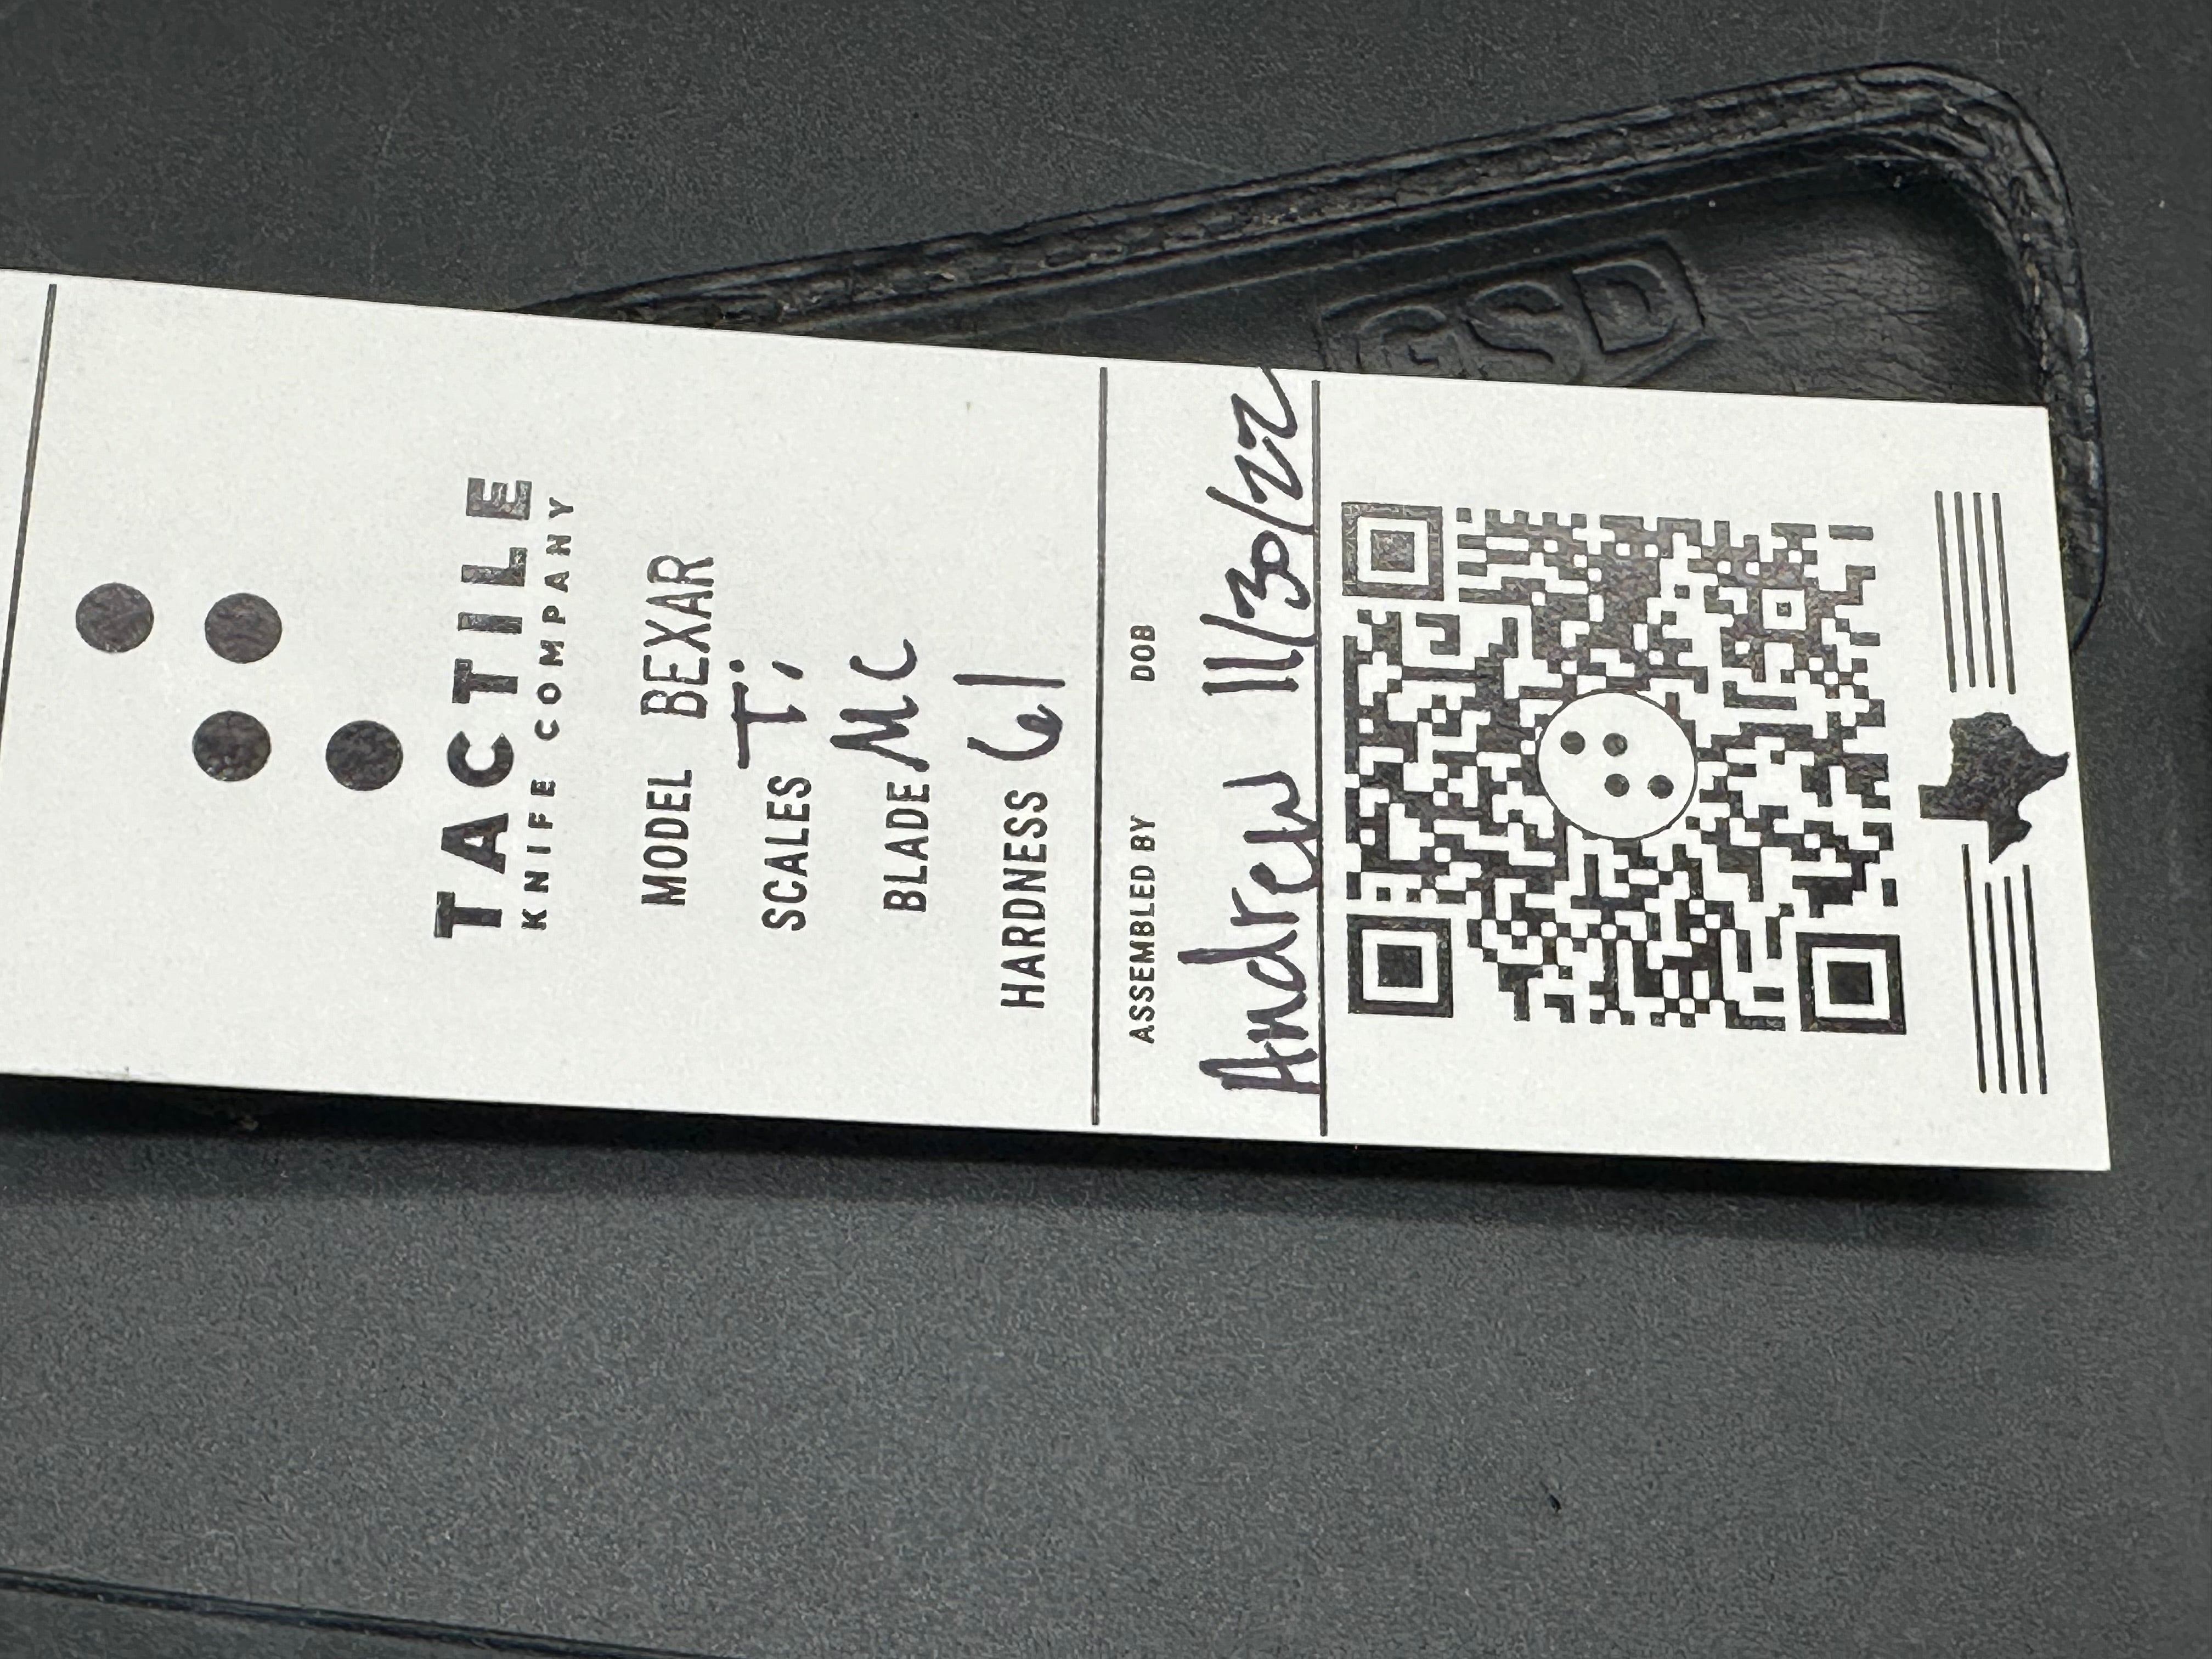 TACTILE
KNIFE COMPANY
MODEL BEXAR
SCALES Ti
BLADE MC
HARDNESS 61
ASSEMBLED BY DOB
Andrew 11/30/22
GSD